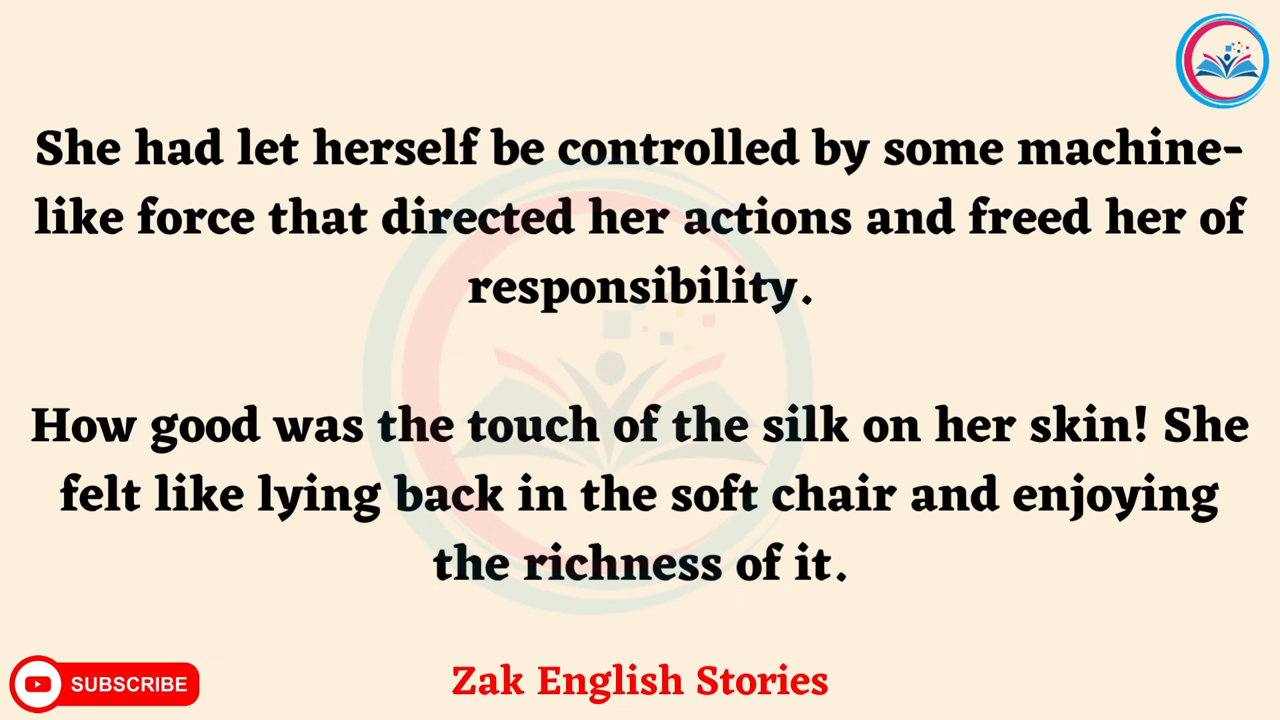 She had let herself be controlled by some machine-
like force that directed her actions and freed her of
responsibility.
How good was the touch of the silk on her skin! She
felt like lying back in the soft chair and enjoying
the richness of it.
SUBSCRIBE
Zak English Stories